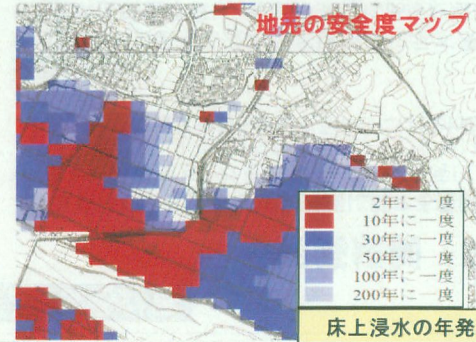 地元の安全度マップ
2年に一度
10年に一度
30年に一度
50年に一度
100年に一度
200年に一度
床上浸水の年発